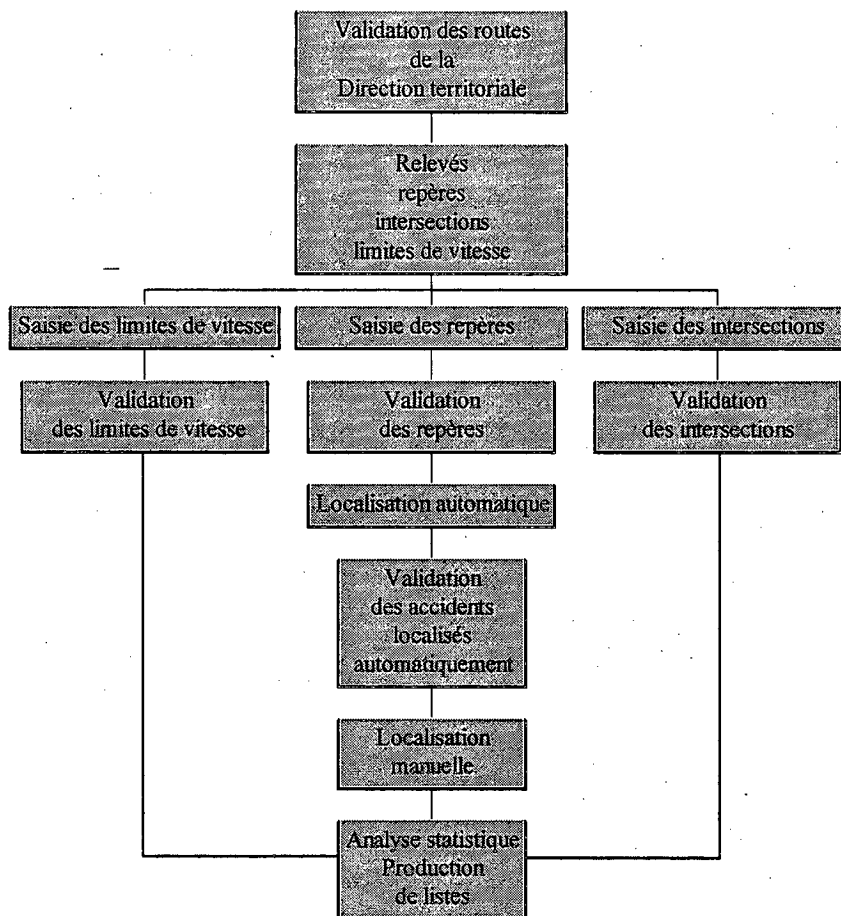 Validation des routes
de la
Direction territoriale
Relevés
repères
intersections
limites de vitesse
Saisie des limites de vitesse
Saisie des repères
Saisie des intersections
Validation
des limites de vitesse
Validation
des repères
Validation
des intersections
Localisation automatique
Validation
des accidents
localisés
automatiquement
Localisation
manuelle
Analyse statistique
Production
de listes